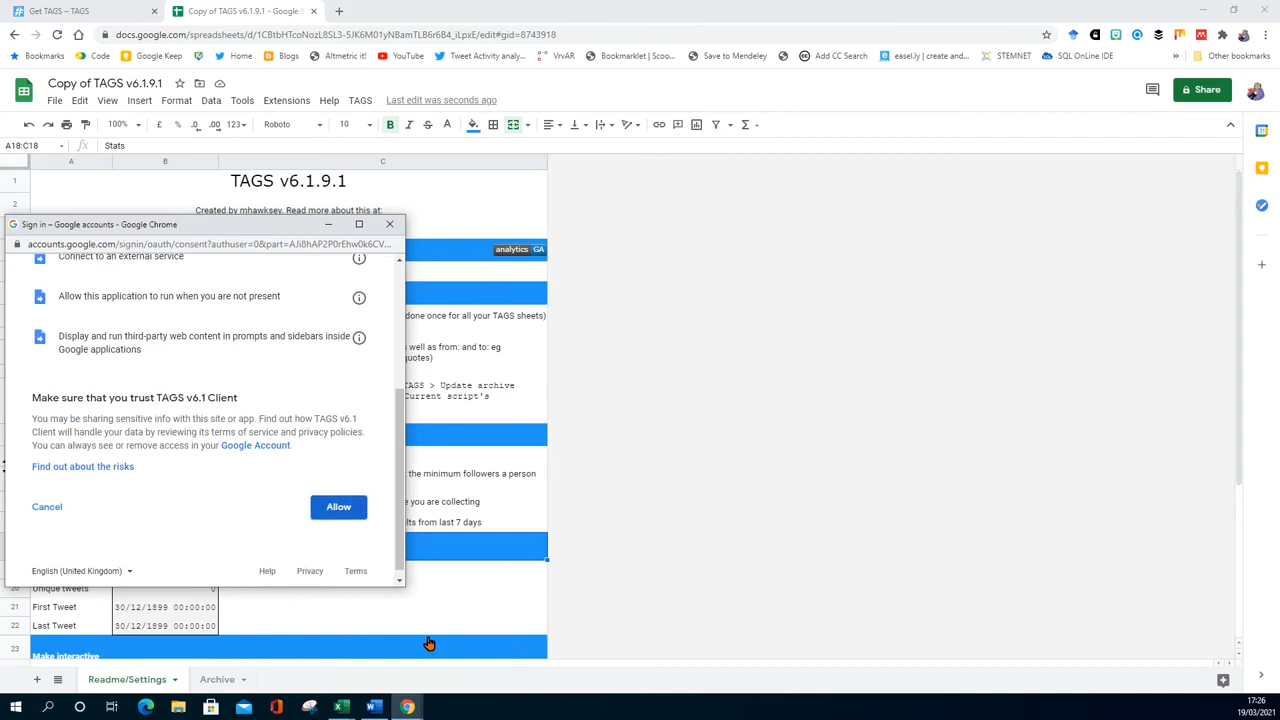 Get TAGS – TAGS
Copy of TAGS v6.1.9.1 - Google S
docs.google.com/spreadsheets/d/1CBtbHTcoNozL8SL3-5JK6M01yNBamTLB6r6B4_iLpxE/edit#gid=8743918
Bookmarks
Code
Google Keep
Home
Blogs
Altmetric it!
YouTube
Tweet Activity analy...
VrvAR
Bookmarklet | Scoo...
Save to Mendeley
Add CC Search
easel.ly | create and...
STEMNET
SQL OnLine IDE
»
Other bookmarks
Copy of TAGS v6.1.9.1
File Edit View Insert Format Data Tools Extensions Help TAGS Last edit was seconds ago
Share
100% £ % .0 .00 123 Roboto 10 B I S A Σ
A18:C18 fx Stats
A B C
1 TAGS v6.1.9.1
2 Created by mhawksey. Read more about this at:
Sign in – Google accounts - Google Chrome
accounts.google.com/signin/oauth/consent?authuser=0&part=AJi8hAP2P0rEhw0k6CV...
analytics GA
Connect to an external service
Allow this application to run when you are not present
done once for all your TAGS sheets)
Display and run third-party web content in prompts and sidebars inside
Google applications
s well as from: and to: eg
quotes)
TAGS > Update archive
Current script's
Make sure that you trust TAGS v6.1 Client
You may be sharing sensitive info with this site or app. Find out how TAGS v6.1
Client will handle your data by reviewing its terms of service and privacy policies.
You can always see or remove access in your Google Account.
Find out about the risks
the minimum followers a person
e you are collecting
lts from last 7 days
Cancel
Allow
English (United Kingdom)
Help
Privacy
Terms
20 Unique tweets 0
21 First Tweet 30/12/1899 00:00:00
22 Last Tweet 30/12/1899 00:00:00
23 Make interactive
Readme/Settings
Archive
17:26
19/03/2021